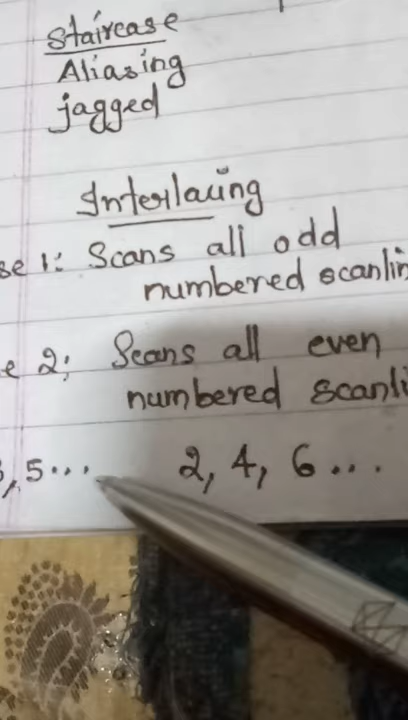 Staircase
Aliasing
jagged
Interlacing
se 1: Scans all odd
numbered scanlin
e 2: Scans all even
numbered scanli
, 5... 2, 4, 6...